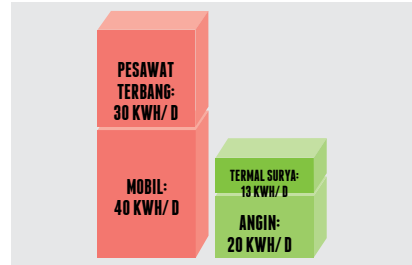 PESAWAT
TERBANG:
30 KWH/ D
MOBIL:
40 KWH/ D
TERMAL SURYA:
13 KWH/ D
ANGIN:
20 KWH/ D